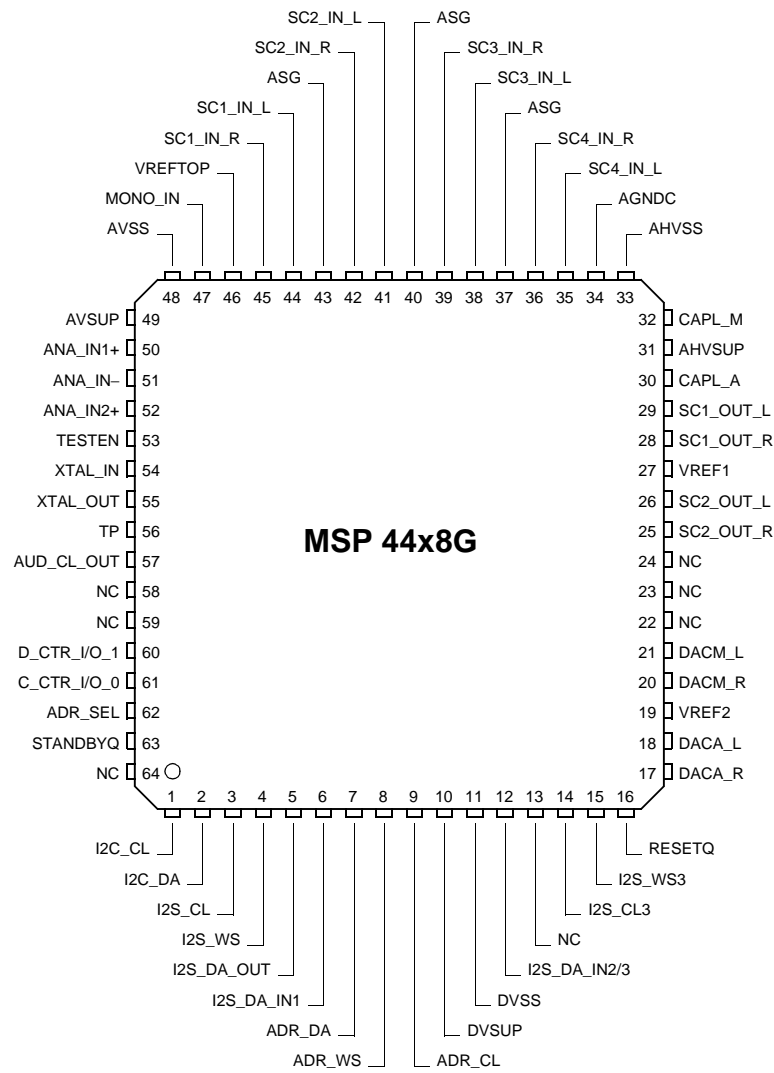 SC2_IN_L ASG
SC2_IN_R SC3_IN_R
ASG SC3_IN_L
SC1_IN_L ASG
SC1_IN_R SC4_IN_R
VREFTOP SC4_IN_L
MONO_IN AGNDC
AVSS AHVSS
48 47 46 45 44 43 42 41 40 39 38 37 36 35 34 33
AVSUP 49 32 CAPL_M
ANA_IN1+ 50 31 AHVSUP
ANA_IN− 51 30 CAPL_A
ANA_IN2+ 52 29 SC1_OUT_L
TESTEN 53 28 SC1_OUT_R
XTAL_IN 54 27 VREF1
XTAL_OUT 55 26 SC2_OUT_L
TP 56 25 SC2_OUT_R
MSP 44x8G
AUD_CL_OUT 57 24 NC
NC 58 23 NC
NC 59 22 NC
D_CTR_I/O_1 60 21 DACM_L
C_CTR_I/O_0 61 20 DACM_R
ADR_SEL 62 19 VREF2
STANDBYQ 63 18 DACA_L
NC 64 17 DACA_R
1 2 3 4 5 6 7 8 9 10 11 12 13 14 15 16
I2C_CL RESETQ
I2C_DA I2S_WS3
I2S_CL I2S_CL3
I2S_WS NC
I2S_DA_OUT I2S_DA_IN2/3
I2S_DA_IN1 DVSS
ADR_DA DVSUP
ADR_WS ADR_CL